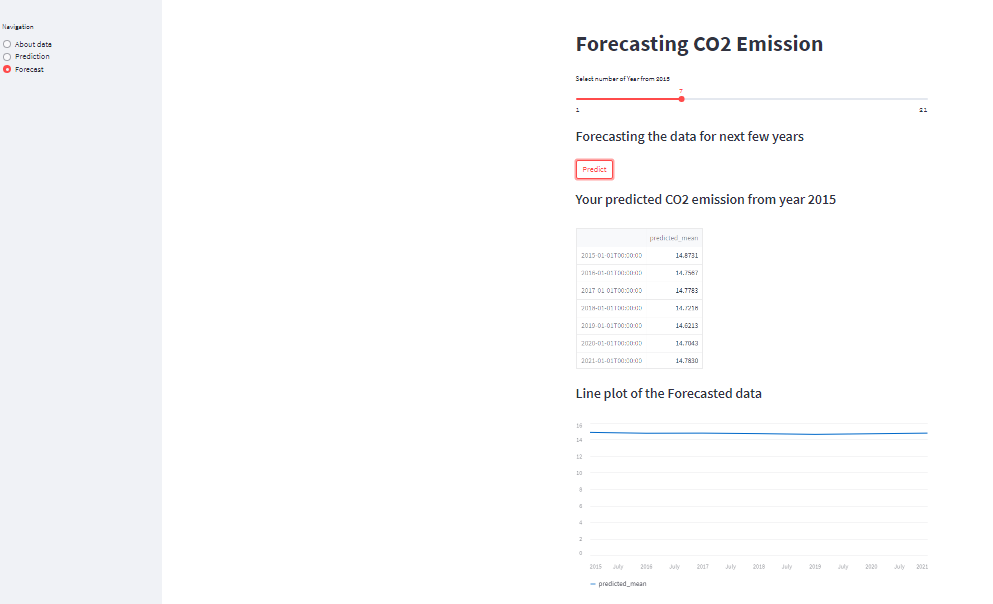 Navigation
About data
Prediction
Forecast
Forecasting CO2 Emission
Select number of Year from 2015
7
1 21
Forecasting the data for next few years
Predict
Your predicted CO2 emission from year 2015
predicted_mean
2015-01-01T00:00:00 14.8731
2016-01-01T00:00:00 14.7567
2017-01-01T00:00:00 14.7783
2018-01-01T00:00:00 14.7216
2019-01-01T00:00:00 14.6213
2020-01-01T00:00:00 14.7043
2021-01-01T00:00:00 14.7830
Line plot of the Forecasted data
16
14
12
10
8
6
4
2
0
2015 July 2016 July 2017 July 2018 July 2019 July 2020 July 2021
predicted_mean